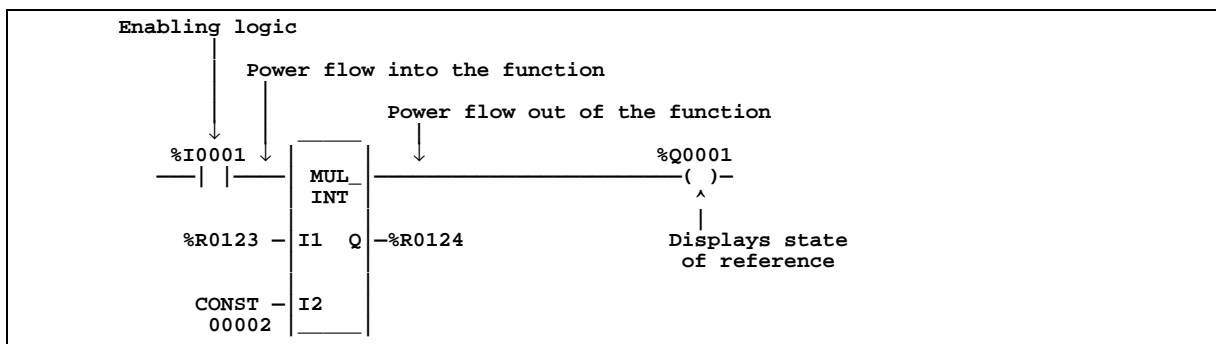 Enabling logic
Power flow into the function
Power flow out of the function
%I0001 %Q0001
MUL_
INT
%R0123 I1 Q %R0124 Displays state
of reference
CONST I2
00002